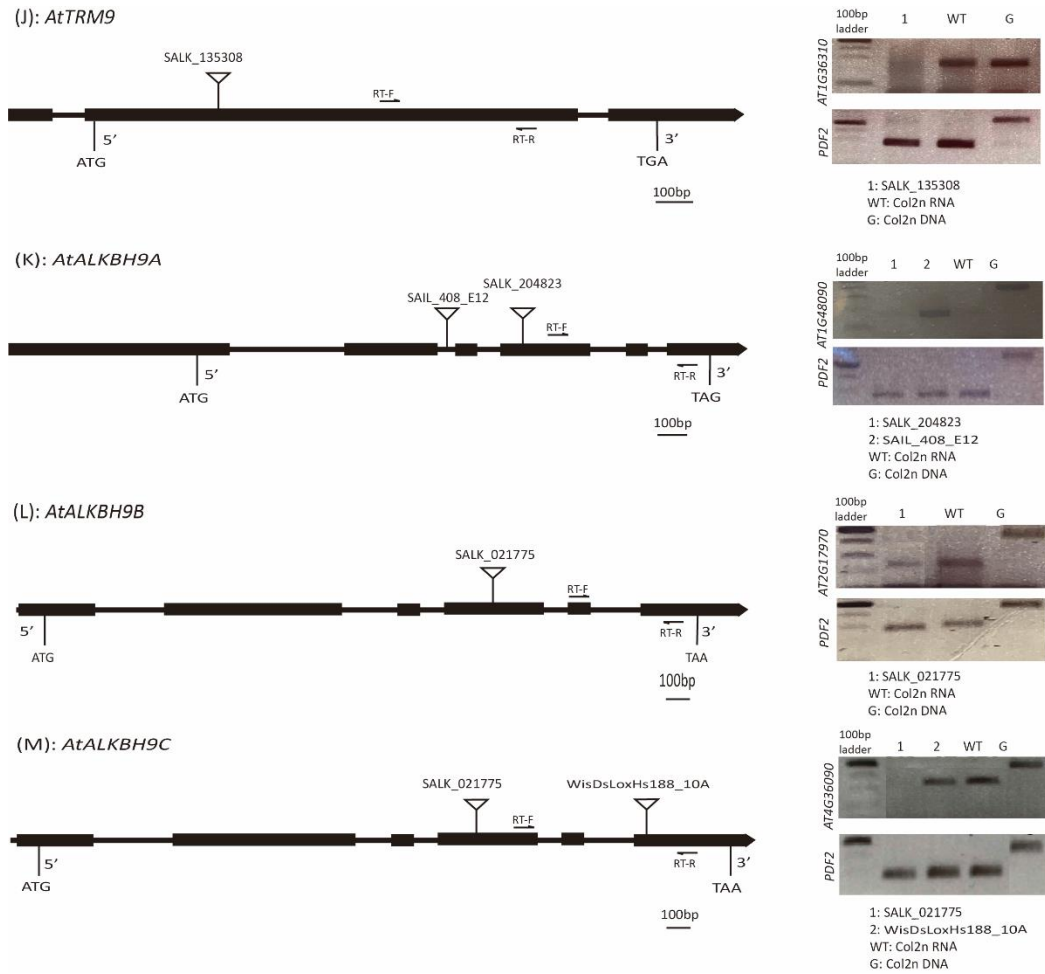 (J): AtTRM9
SALK_135308
RT-F
5’
RT-R
3’
ATG
TGA
100bp
100bp
ladder
1
WT
G
AT1G36310
PDF2
1: SALK_135308
WT: Col2n RNA
G: Col2n DNA
(K): AtALKBH9A
SAIL_408_E12
SALK_204823
RT-F
5’
RT-R
3’
ATG
TAG
100bp
100bp
ladder
1
2
WT
G
AT1G48090
PDF2
1: SALK_204823
2: SAIL_408_E12
WT: Col2n RNA
G: Col2n DNA
(L): AtALKBH9B
SALK_021775
RT-F
5’
RT-R
3’
ATG
TAA
100bp
100bp
ladder
1
WT
G
AT2G17970
PDF2
1: SALK_021775
WT: Col2n RNA
G: Col2n DNA
(M): AtALKBH9C
SALK_021775
WisDsLoxHs188_10A
RT-F
5’
RT-R
3’
ATG
TAA
100bp
100bp
ladder
1
2
WT
G
AT4G36090
PDF2
1: SALK_021775
2: WisDsLoxHs188_10A
WT: Col2n RNA
G: Col2n DNA